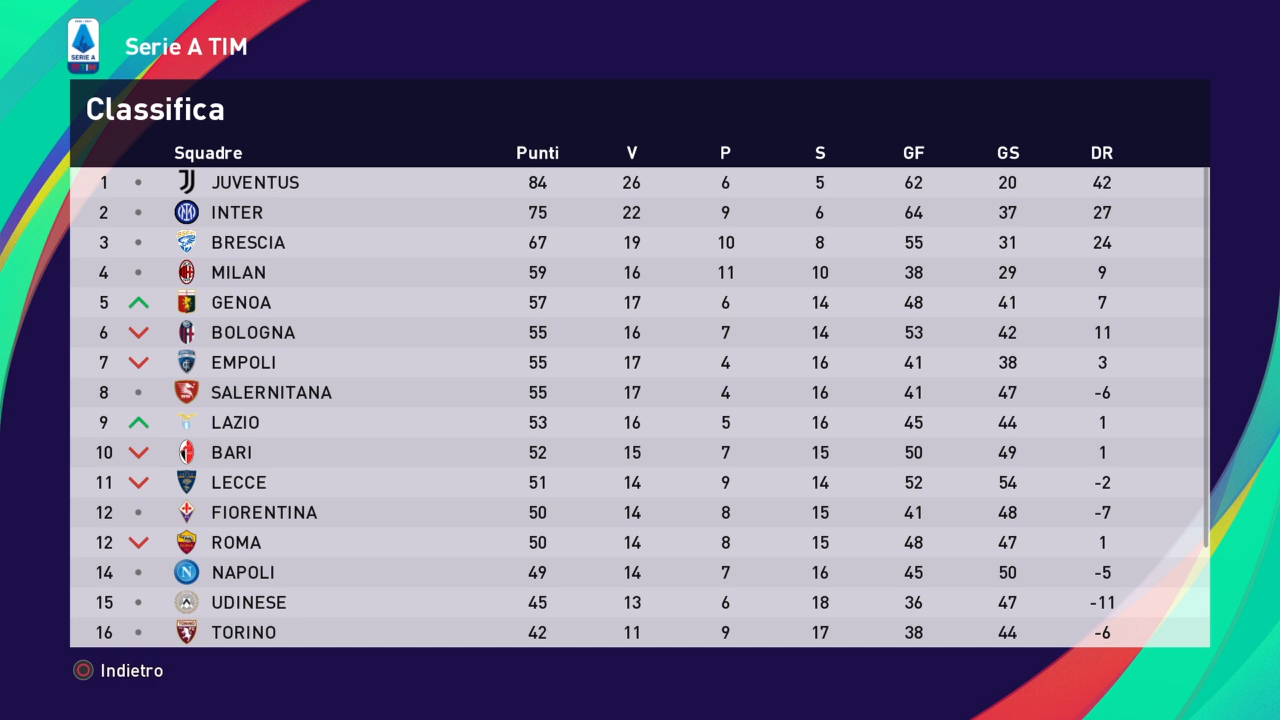 SERIE A
TIM
Serie A TIM
Classifica
Squadre Punti V P S GF GS DR
1 JUVENTUS 84 26 6 5 62 20 42
2 INTER 75 22 9 6 64 37 27
3 BRESCIA 67 19 10 8 55 31 24
4 MILAN 59 16 11 10 38 29 9
5 GENOA 57 17 6 14 48 41 7
6 BOLOGNA 55 16 7 14 53 42 11
7 EMPOLI 55 17 4 16 41 38 3
8 SALERNITANA 55 17 4 16 41 47 -6
9 LAZIO 53 16 5 16 45 44 1
10 BARI 52 15 7 15 50 49 1
11 LECCE 51 14 9 14 52 54 -2
12 FIORENTINA 50 14 8 15 41 48 -7
12 ROMA 50 14 8 15 48 47 1
14 NAPOLI 49 14 7 16 45 50 -5
15 UDINESE 45 13 6 18 36 47 -11
16 TORINO 42 11 9 17 38 44 -6
Indietro